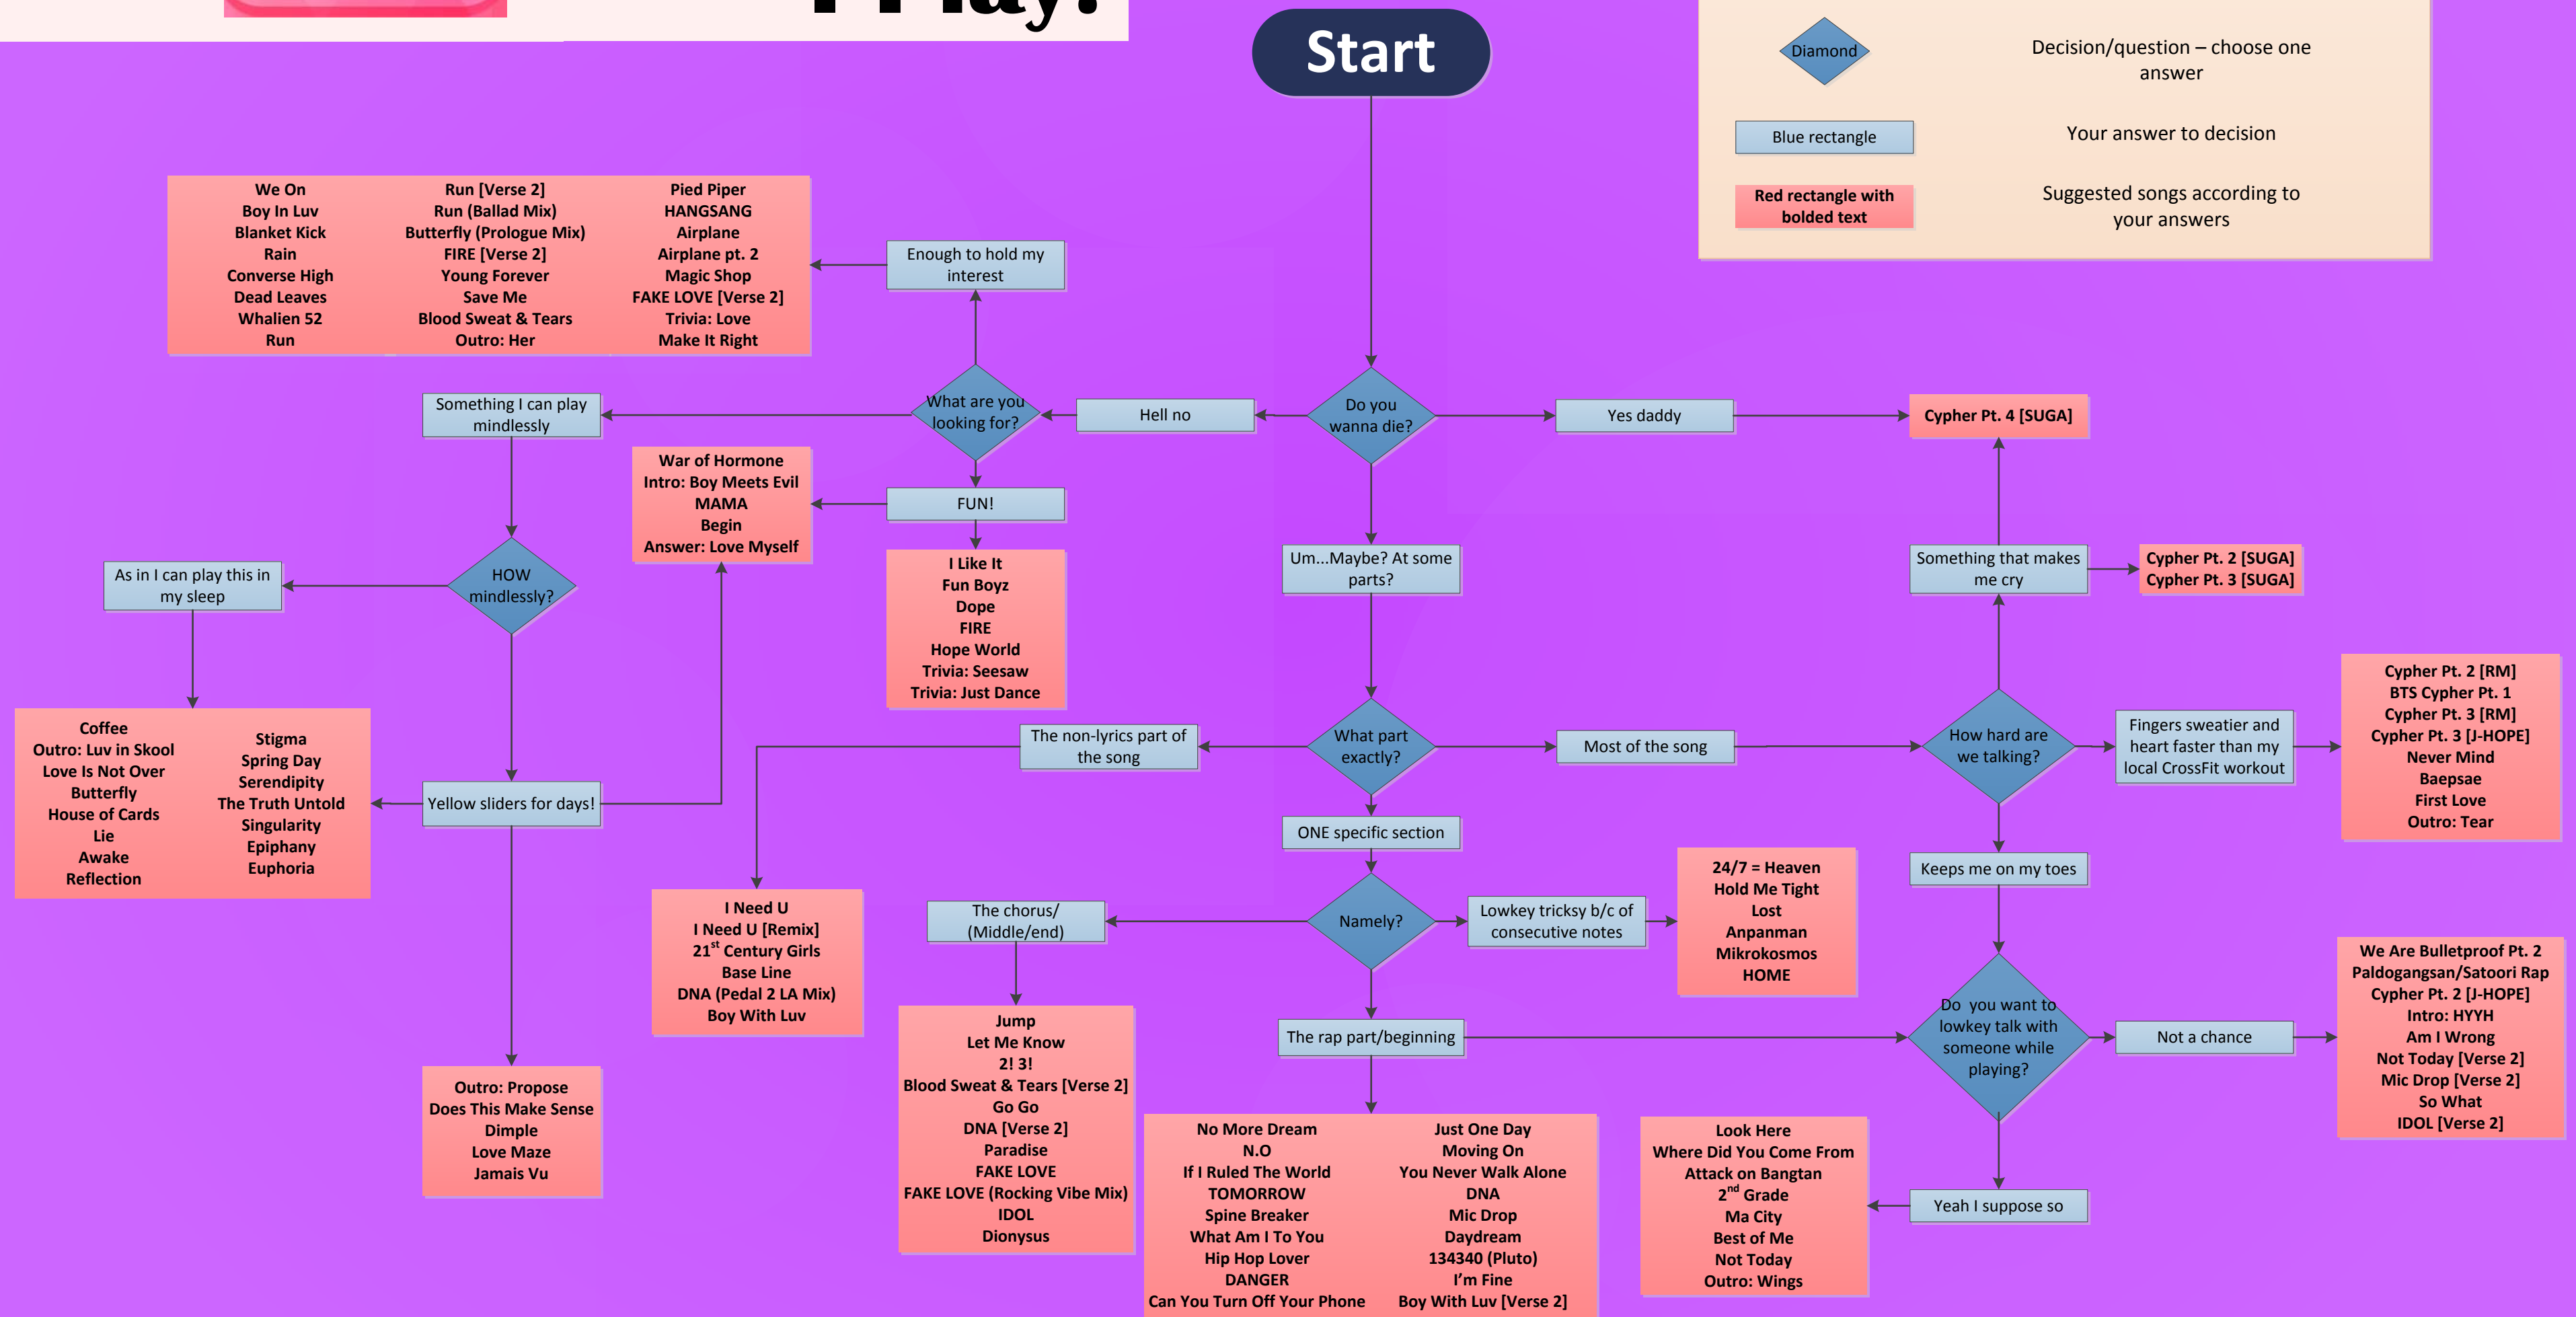 Play?
Start
Diamond
Decision/question – choose one
answer
Blue rectangle
Your answer to decision
Red rectangle with
bolded text
Suggested songs according to
your answers
We On
Boy In Luv
Blanket Kick
Rain
Converse High
Dead Leaves
Whalien 52
Run
Run [Verse 2]
Run (Ballad Mix)
Butterfly (Prologue Mix)
FIRE [Verse 2]
Young Forever
Save Me
Blood Sweat & Tears
Outro: Her
Pied Piper
HANGSANG
Airplane
Airplane pt. 2
Magic Shop
FAKE LOVE [Verse 2]
Trivia: Love
Make It Right
Enough to hold my
interest
Something I can play
mindlessly
What are you
looking for?
Hell no
Do you
wanna die?
Yes daddy
Cypher Pt. 4 [SUGA]
War of Hormone
Intro: Boy Meets Evil
MAMA
Begin
Answer: Love Myself
FUN!
I Like It
Fun Boyz
Dope
FIRE
Hope World
Trivia: Seesaw
Trivia: Just Dance
Um...Maybe? At some
parts?
Something that makes
me cry
Cypher Pt. 2 [SUGA]
Cypher Pt. 3 [SUGA]
As in I can play this in
my sleep
HOW
mindlessly?
Coffee
Outro: Luv in Skool
Love Is Not Over
Butterfly
House of Cards
Lie
Awake
Reflection
Stigma
Spring Day
Serendipity
The Truth Untold
Singularity
Epiphany
Euphoria
Yellow sliders for days!
The non-lyrics part of
the song
What part
exactly?
Most of the song
How hard are
we talking?
Fingers sweatier and
heart faster than my
local CrossFit workout
Cypher Pt. 2 [RM]
BTS Cypher Pt. 1
Cypher Pt. 3 [RM]
Cypher Pt. 3 [J-HOPE]
Never Mind
Baepsae
First Love
Outro: Tear
ONE specific section
Keeps me on my toes
I Need U
I Need U [Remix]
21st Century Girls
Base Line
DNA (Pedal 2 LA Mix)
Boy With Luv
The chorus/
(Middle/end)
Namely?
Lowkey tricksy b/c of
consecutive notes
24/7 = Heaven
Hold Me Tight
Lost
Anpanman
Mikrokosmos
HOME
Outro: Propose
Does This Make Sense
Dimple
Love Maze
Jamais Vu
Jump
Let Me Know
2! 3!
Blood Sweat & Tears [Verse 2]
Go Go
DNA [Verse 2]
Paradise
FAKE LOVE
FAKE LOVE (Rocking Vibe Mix)
IDOL
Dionysus
The rap part/beginning
Do you want to
lowkey talk with
someone while
playing?
Not a chance
We Are Bulletproof Pt. 2
Paldogangsan/Satoori Rap
Cypher Pt. 2 [J-HOPE]
Intro: HYYH
Am I Wrong
Not Today [Verse 2]
Mic Drop [Verse 2]
So What
IDOL [Verse 2]
No More Dream
N.O
If I Ruled The World
TOMORROW
Spine Breaker
What Am I To You
Hip Hop Lover
DANGER
Can You Turn Off Your Phone
Just One Day
Moving On
You Never Walk Alone
DNA
Mic Drop
Daydream
134340 (Pluto)
I'm Fine
Boy With Luv [Verse 2]
Look Here
Where Did You Come From
Attack on Bangtan
2nd Grade
Ma City
Best of Me
Not Today
Outro: Wings
Yeah I suppose so